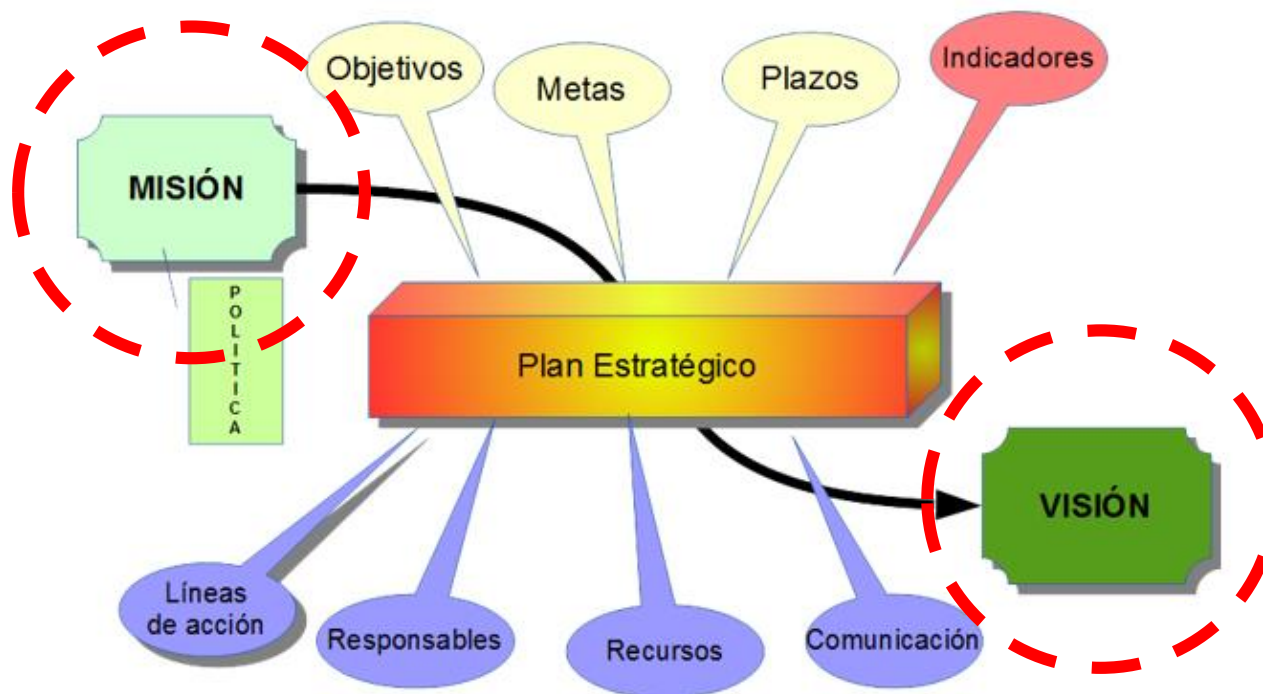 Objetivos
Metas
Plazos
Indicadores
MISIÓN
POLITICA
Plan Estratégico
VISIÓN
Líneas
de acción
Responsables
Recursos
Comunicación